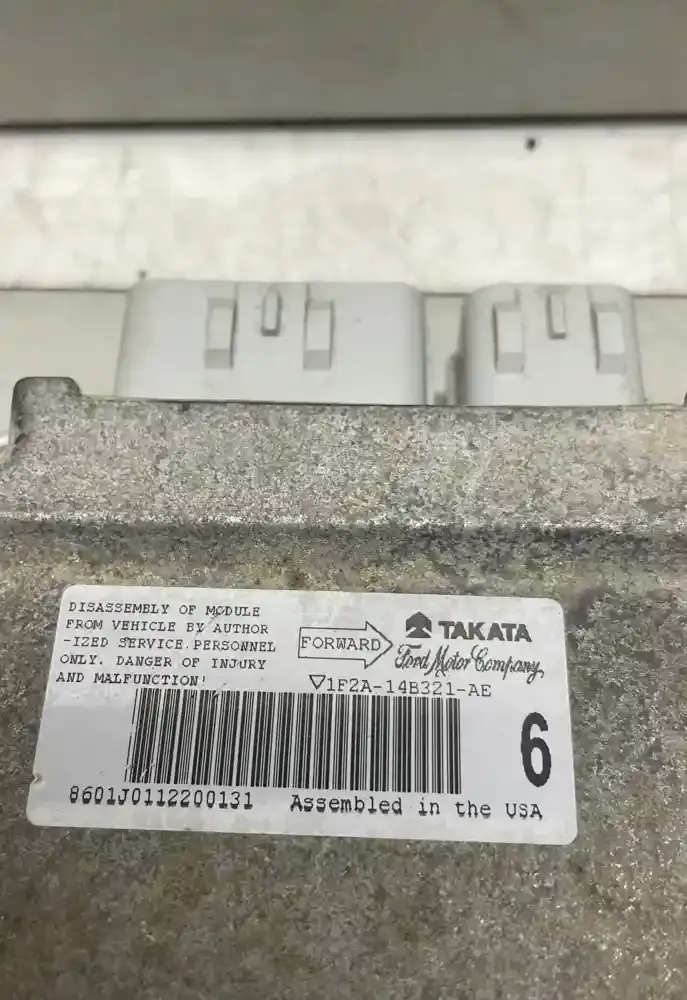 DISASSEMBLY OF MODULE
FROM VEHICLE BY AUTHOR
-IZED SERVICE PERSONNEL
ONLY. DANGER OF INJURY
AND MALFUNCTION!
FORWARD
TAKATA
Ford Motor Company
▽1F2A-14B321-AE
6
8601J0112200131
Assembled in the USA